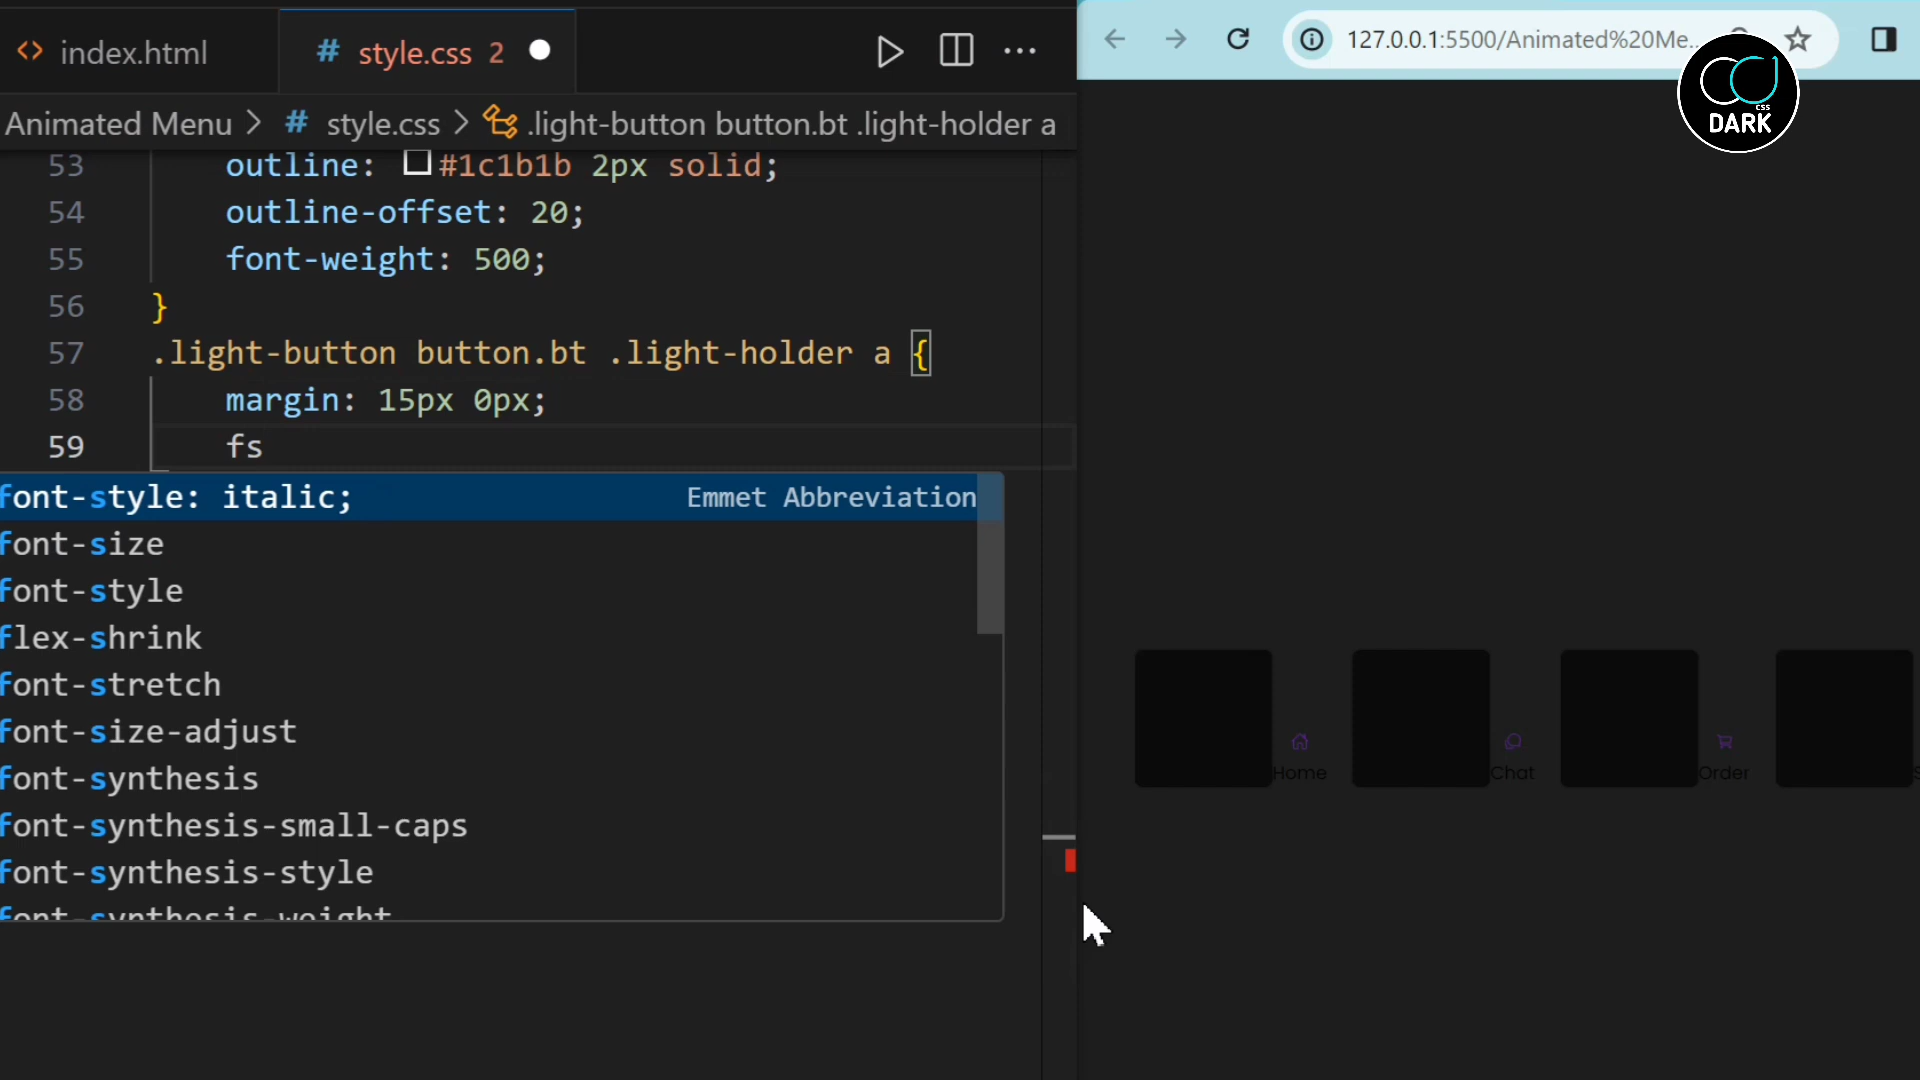 index.html
# style.css 2
127.0.0.1:5500/Animated%20Me...
CSS
DARK
Animated Menu > # style.css > .light-button button.bt .light-holder a
53 outline: #1c1b1b 2px solid;
54 outline-offset: 20;
55 font-weight: 500;
56 }
57 .light-button button.bt .light-holder a {
58 margin: 15px 0px;
59 fs
font-style: italic; Emmet Abbreviation
font-size
font-style
flex-shrink
font-stretch
font-size-adjust
font-synthesis
font-synthesis-small-caps
font-synthesis-style
font-synthesis-weight
Home
Chat
Order